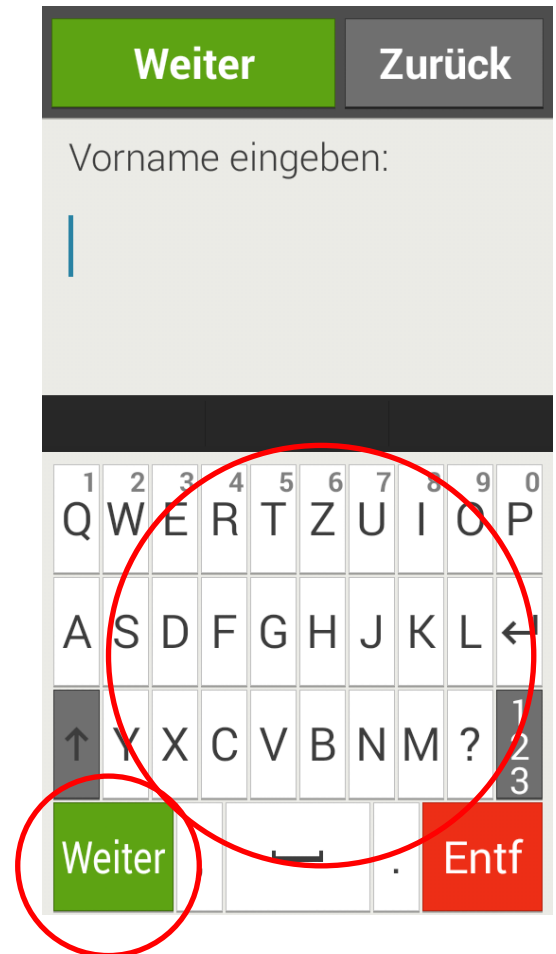 Weiter Zurück
Vorname eingeben:
1 2 3 4 5 6 7 8 9 0
Q W E R T Z U I O P
A S D F G H J K L ↵
↑ Y X C V B N M ? 1 2 3
Weiter . Entf